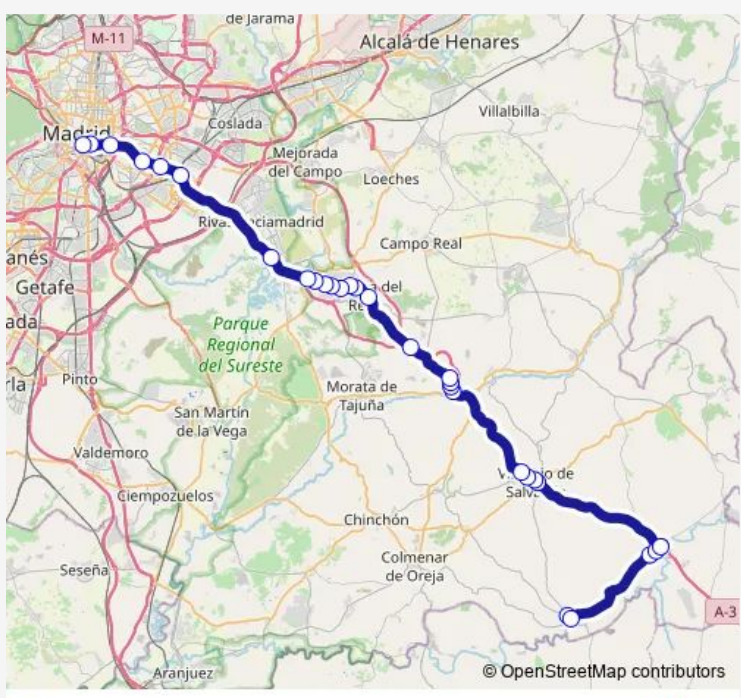 de Jarama
M-11
Alcalá de Henares
Villalbilla
Coslada
Madrid
Mejorada
del Campo
Loeches
Campo Real
anés
Getafe
del
Parque
Regional
del Sureste
ada
rla
Pinto
Morata de
Tajuña
San Martín
de la Vega
Valdemoro
Ciempozuelos
Chinchón
Colmenar
de Oreja
Seseña
A-3
Aranjuez
© OpenStreetMap contributors